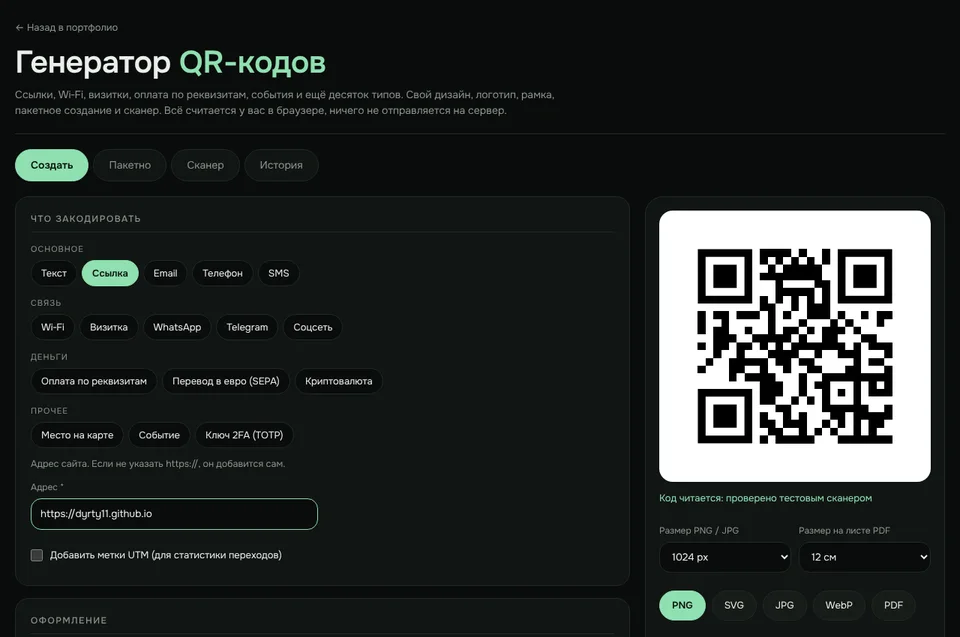 ← Назад в портфолио
Генератор QR-кодов
Ссылки, Wi-Fi, визитки, оплата по реквизитам, события и ещё десяток типов. Свой дизайн, логотип, рамка,
пакетное создание и сканер. Всё считается у вас в браузере, ничего не отправляется на сервер.
Создать Пакетно Сканер История
ЧТО ЗАКОДИРОВАТЬ
ОСНОВНОЕ
Текст Ссылка Email Телефон SMS
СВЯЗЬ
Wi-Fi Визитка WhatsApp Telegram Соцсеть
ДЕНЬГИ
Оплата по реквизитам Перевод в евро (SEPA) Криптовалюта
ПРОЧЕЕ
Место на карте Событие Ключ 2FA (TOTP)
Адрес сайта. Если не указать https://, он добавится сам.
Адрес *
https://dyrty11.github.io
Добавить метки UTM (для статистики переходов)
ОФОРМЛЕНИЕ
Код читается: проверено тестовым сканером
Размер PNG / JPG Размер на листе PDF
1024 px 12 см
PNG SVG JPG WebP PDF